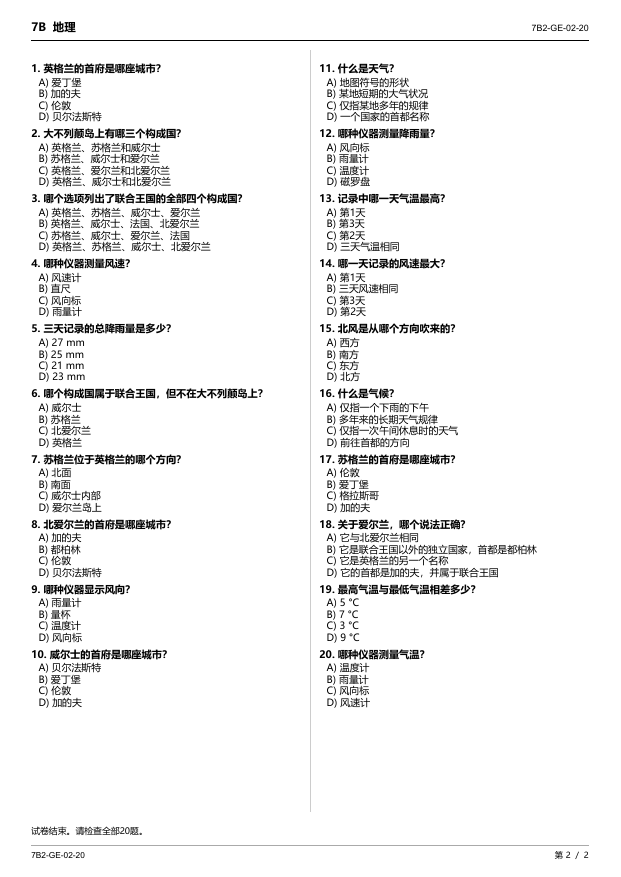 7B 地理
7B2-GE-02-20
1. 英格兰的首府是哪座城市?
A) 爱丁堡
B) 加的夫
C) 伦敦
D) 贝尔法斯特
2. 大不列颠岛上有哪三个构成国?
A) 英格兰、苏格兰和威尔士
B) 苏格兰、威尔士和爱尔兰
C) 英格兰、爱尔兰和北爱尔兰
D) 英格兰、威尔士和北爱尔兰
3. 哪个选项列出了联合王国的全部四个构成国?
A) 英格兰、苏格兰、威尔士、爱尔兰
B) 英格兰、威尔士、法国、北爱尔兰
C) 苏格兰、威尔士、爱尔兰、法国
D) 英格兰、苏格兰、威尔士、北爱尔兰
4. 哪种仪器测量风速?
A) 风速计
B) 直尺
C) 风向标
D) 雨量计
5. 三天记录的总降雨量是多少?
A) 27 mm
B) 25 mm
C) 21 mm
D) 23 mm
6. 哪个构成国属于联合王国，但不在大不列颠岛上?
A) 威尔士
B) 苏格兰
C) 北爱尔兰
D) 英格兰
7. 苏格兰位于英格兰的哪个方向?
A) 北面
B) 南面
C) 威尔士内部
D) 爱尔兰岛上
8. 北爱尔兰的首府是哪座城市?
A) 加的夫
B) 都柏林
C) 伦敦
D) 贝尔法斯特
9. 哪种仪器显示风向?
A) 雨量计
B) 量杯
C) 温度计
D) 风向标
10. 威尔士的首府是哪座城市?
A) 贝尔法斯特
B) 爱丁堡
C) 伦敦
D) 加的夫
11. 什么是天气?
A) 地图符号的形状
B) 某地短期的大气状况
C) 仅指某地多年的规律
D) 一个国家的首都名称
12. 哪种仪器测量降雨量?
A) 风向标
B) 雨量计
C) 温度计
D) 磁罗盘
13. 记录中哪一天气温最高?
A) 第1天
B) 第3天
C) 第2天
D) 三天气温相同
14. 哪一天记录的风速最大?
A) 第1天
B) 三天风速相同
C) 第3天
D) 第2天
15. 北风是从哪个方向吹来的?
A) 西方
B) 南方
C) 东方
D) 北方
16. 什么是气候?
A) 仅指一个下雨的下午
B) 多年来的长期天气规律
C) 仅指一次午间休息时的天气
D) 前往首都的方向
17. 苏格兰的首府是哪座城市?
A) 伦敦
B) 爱丁堡
C) 格拉斯哥
D) 加的夫
18. 关于爱尔兰，哪个说法正确?
A) 它与北爱尔兰相同
B) 它是联合王国以外的独立国家，首都是都柏林
C) 它是英格兰的另一个名称
D) 它的首都是加的夫，并属于联合王国
19. 最高气温与最低气温相差多少?
A) 5 °C
B) 7 °C
C) 3 °C
D) 9 °C
20. 哪种仪器测量气温?
A) 温度计
B) 雨量计
C) 风向标
D) 风速计
试卷结束。请检查全部20题。
7B2-GE-02-20
第 2 / 2